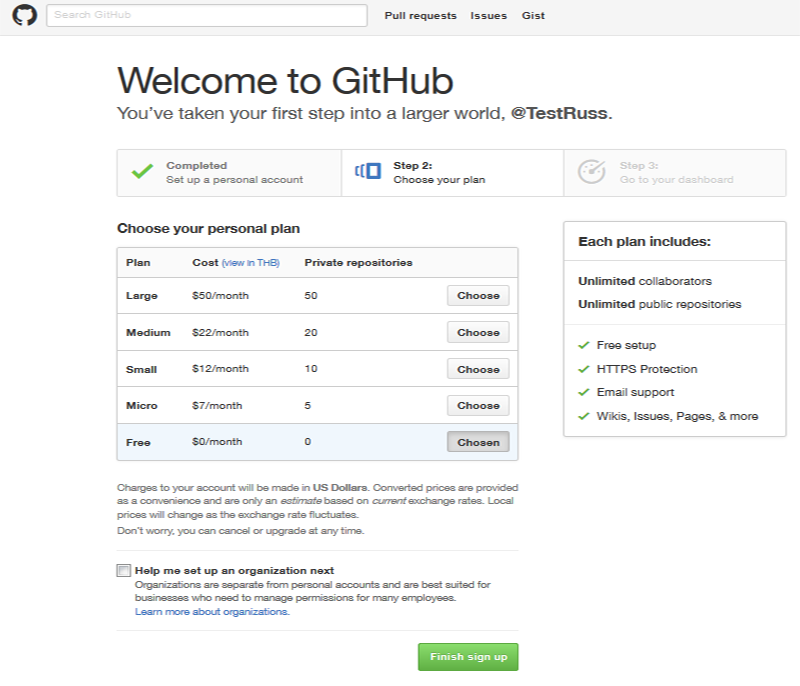 Search GitHub
Pull requests Issues Gist
Welcome to GitHub
You've taken your first step into a larger world, @TestRuss.
Completed
Set up a personal account
Step 2:
Choose your plan
Step 3:
Go to your dashboard
Choose your personal plan
Plan Cost (view in THB) Private repositories
Large $50/month 50 Choose
Medium $22/month 20 Choose
Small $12/month 10 Choose
Micro $7/month 5 Choose
Free $0/month 0 Chosen
Charges to your account will be made in US Dollars. Converted prices are provided
as a convenience and are only an estimate based on current exchange rates. Local
prices will change as the exchange rate fluctuates.
Don't worry, you can cancel or upgrade at any time.
Help me set up an organization next
Organizations are separate from personal accounts and are best suited for
businesses who need to manage permissions for many employees.
Learn more about organizations.
Finish sign up
Each plan includes:
Unlimited collaborators
Unlimited public repositories
Free setup
HTTPS Protection
Email support
Wikis, Issues, Pages, & more